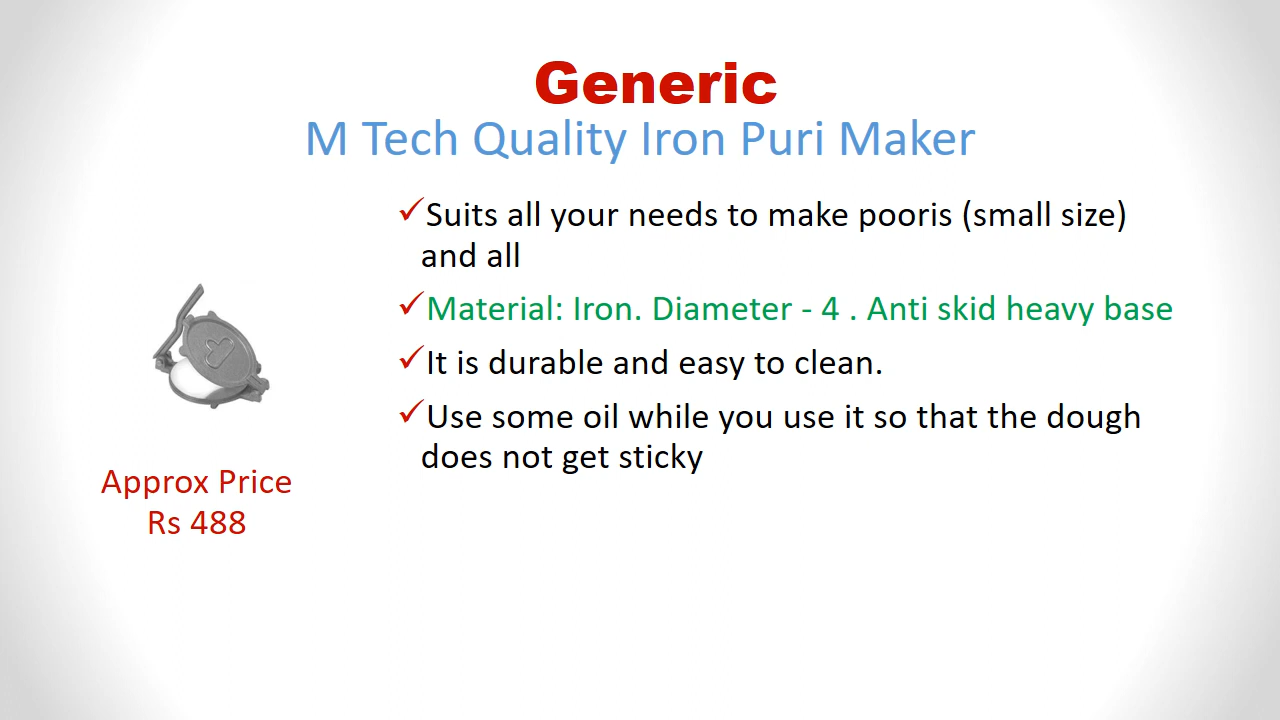 Generic
M Tech Quality Iron Puri Maker
✓Suits all your needs to make pooris (small size)
and all
✓Material: Iron. Diameter - 4 . Anti skid heavy base
✓It is durable and easy to clean.
✓Use some oil while you use it so that the dough
does not get sticky
Approx Price
Rs 488